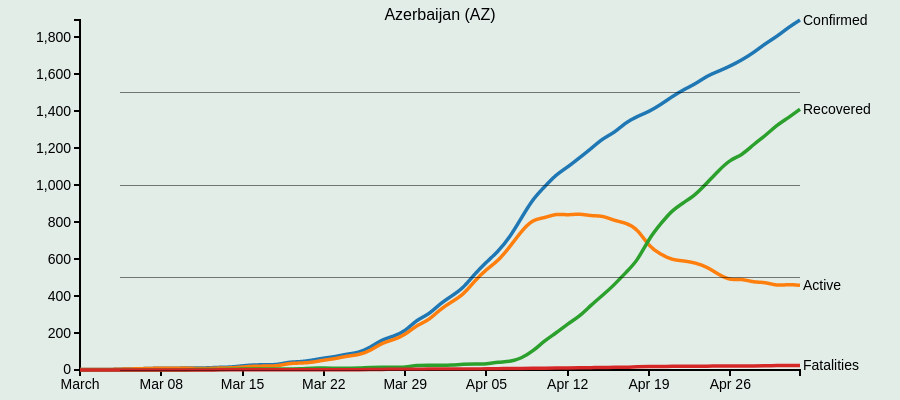 Azerbaijan (AZ)
Confirmed
1,800
1,600
1,400
Recovered
1,200
1,000
800
600
Active
400
200
0
Fatalities
March
Mar 08
Mar 15
Mar 22
Mar 29
Apr 05
Apr 12
Apr 19
Apr 26